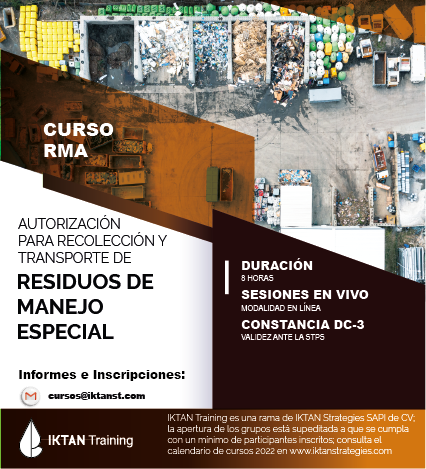 CURSO
RMA
AUTORIZACIÓN
PARA RECOLECCIÓN Y
TRANSPORTE DE
RESIDUOS DE
MANEJO
ESPECIAL
DURACIÓN
8 HORAS
SESIONES EN VIVO
MODALIDAD EN LÍNEA
CONSTANCIA DC-3
VALIDEZ ANTE LA STPS
Informes e Inscripciones:
cursos@iktanst.com
IKTAN Training
IKTAN Training es una rama de IKTAN Strategies SAPI de CV;
la apertura de los grupos está supeditada a que se cumpla
con un mínimo de participantes inscritos; consulta el
calendario de cursos 2022 en www.iktanstrategies.com